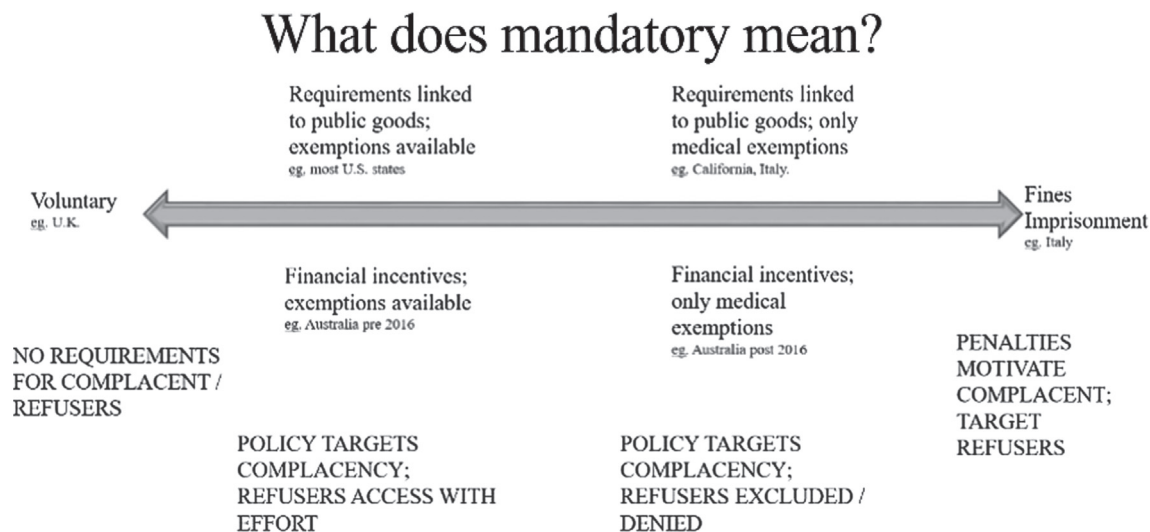 What does mandatory mean?
Requirements linked
to public goods;
exemptions available
eg, most U.S. states
Requirements linked
to public goods; only
medical exemptions
eg, California, Italy.
Voluntary
eg. U.K.
Fines
Imprisonment
eg. Italy
Financial incentives;
exemptions available
eg. Australia pre 2016
Financial incentives;
only medical
exemptions
eg. Australia post 2016
NO REQUIREMENTS
FOR COMPLACENT /
REFUSERS
PENALTIES
MOTIVATE
COMPLACENT;
TARGET
REFUSERS
POLICY TARGETS
COMPLACENCY;
REFUSERS ACCESS WITH
EFFORT
POLICY TARGETS
COMPLACENCY;
REFUSERS EXCLUDED /
DENIED